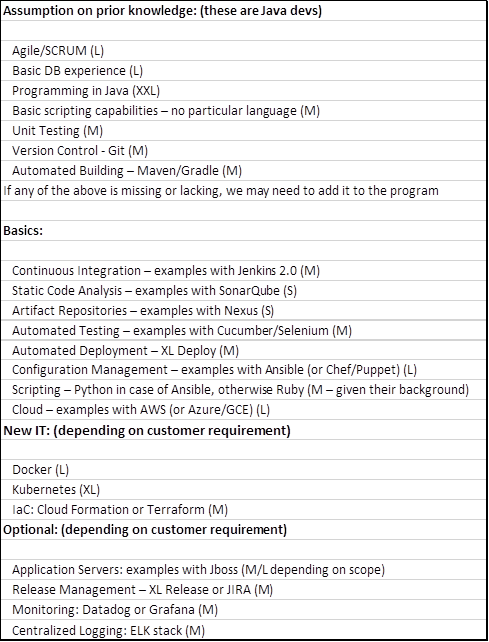 Assumption on prior knowledge: (these are Java devs)
Agile/SCRUM (L)
Basic DB experience (L)
Programming in Java (XXL)
Basic scripting capabilities – no particular language (M)
Unit Testing (M)
Version Control - Git (M)
Automated Building – Maven/Gradle (M)
If any of the above is missing or lacking, we may need to add it to the program
Basics:
Continuous Integration – examples with Jenkins 2.0 (M)
Static Code Analysis – examples with SonarQube (S)
Artifact Repositories – examples with Nexus (S)
Automated Testing – examples with Cucumber/Selenium (M)
Automated Deployment – XL Deploy (M)
Configuration Management – examples with Ansible (or Chef/Puppet) (L)
Scripting – Python in case of Ansible, otherwise Ruby (M – given their background)
Cloud – examples with AWS (or Azure/GCE) (L)
New IT: (depending on customer requirement)
Docker (L)
Kubernetes (XL)
IaC: Cloud Formation or Terraform (M)
Optional: (depending on customer requirement)
Application Servers: examples with Jboss (M/L depending on scope)
Release Management – XL Release or JIRA (M)
Monitoring: Datadog or Grafana (M)
Centralized Logging: ELK stack (M)